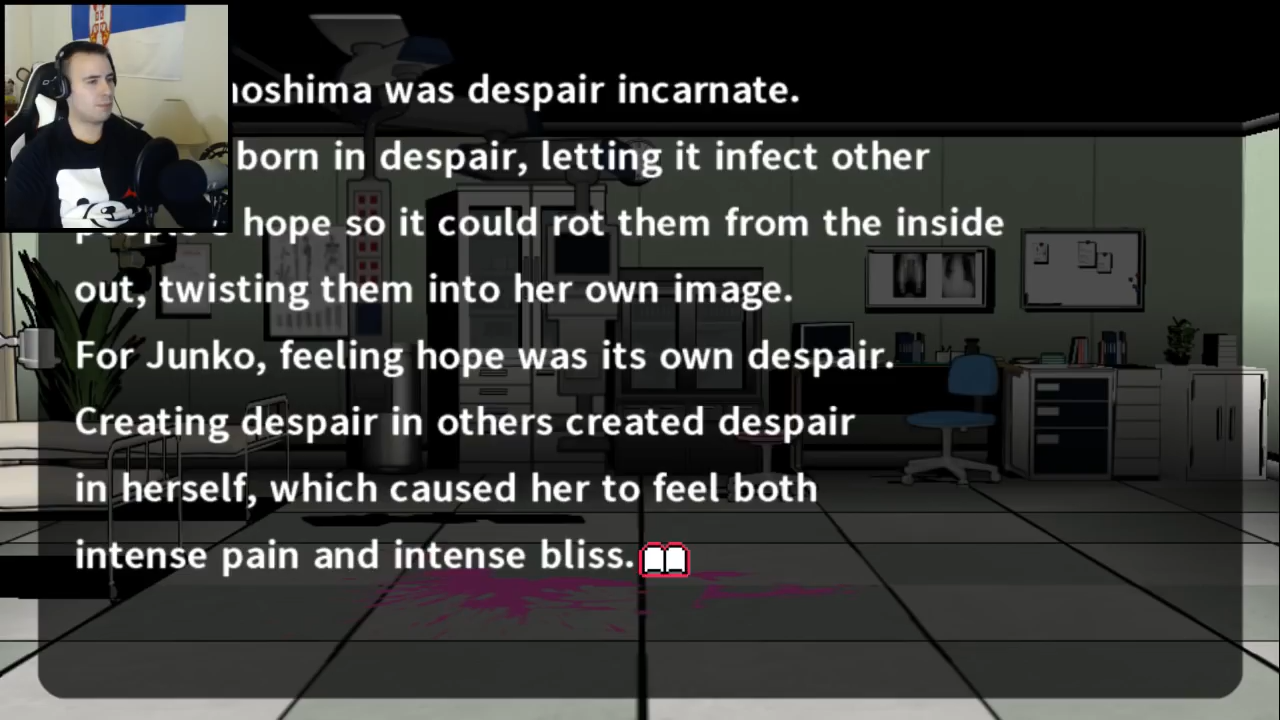 noshima was despair incarnate.
born in despair, letting it infect other
hope so it could rot them from the inside
out, twisting them into her own image.
For Junko, feeling hope was its own despair.
Creating despair in others created despair
in herself, which caused her to feel both
intense pain and intense bliss.